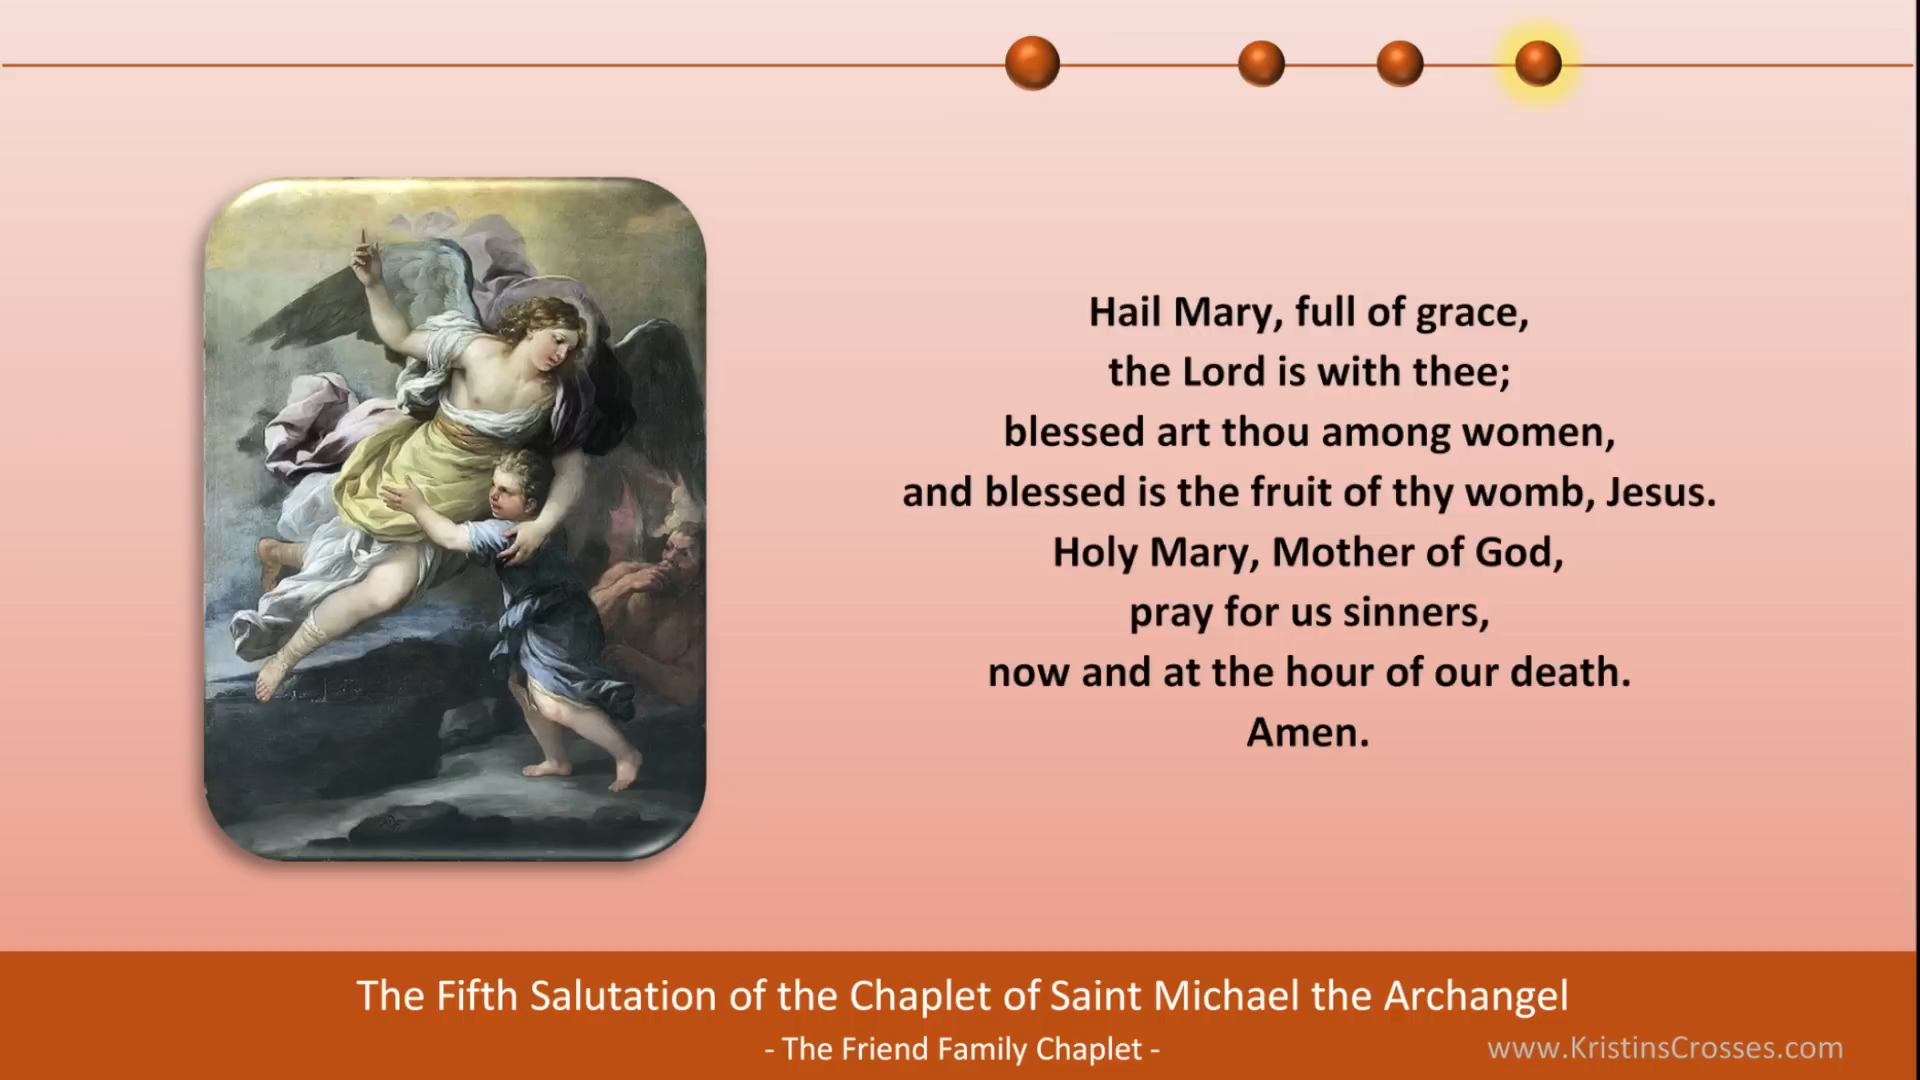 Hail Mary, full of grace,
the Lord is with thee;
blessed art thou among women,
and blessed is the fruit of thy womb, Jesus.
Holy Mary, Mother of God,
pray for us sinners,
now and at the hour of our death.
Amen.
The Fifth Salutation of the Chaplet of Saint Michael the Archangel
- The Friend Family Chaplet -
www.KristinsCrosses.com